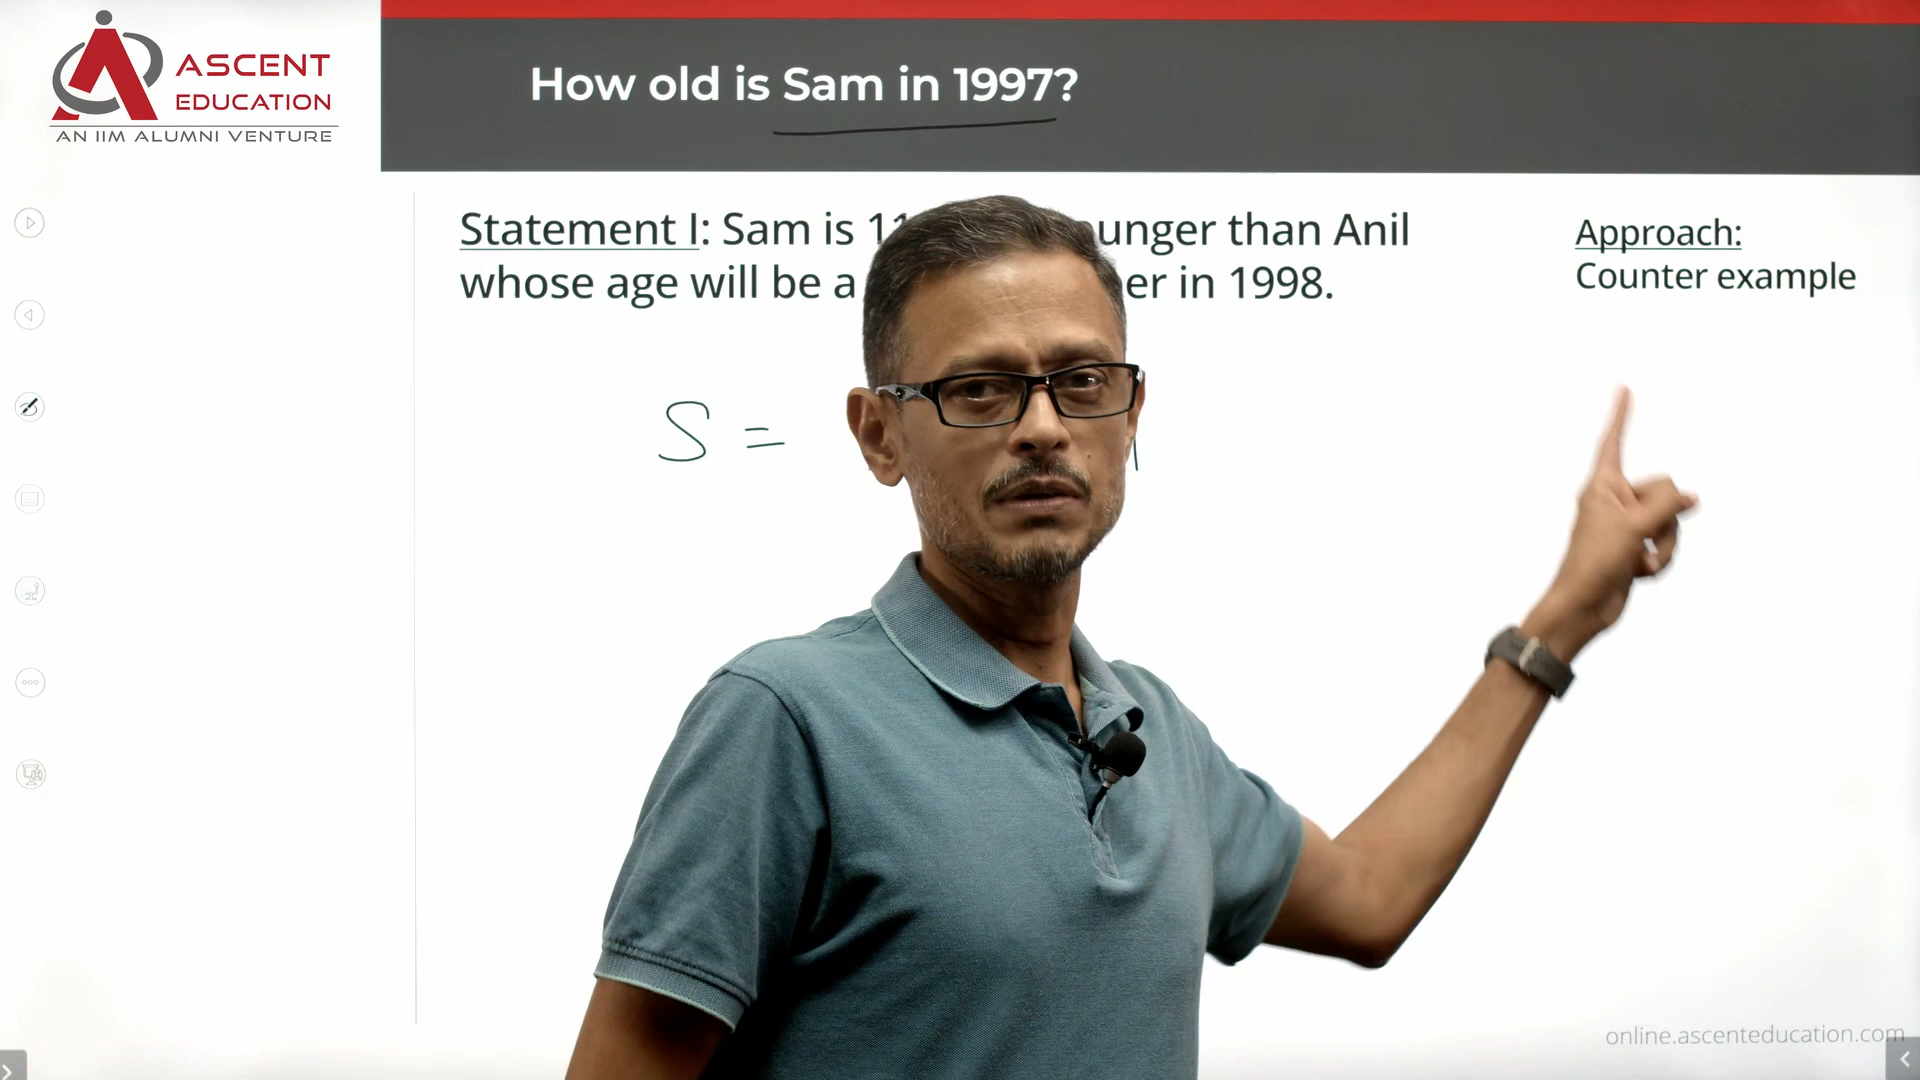 ASCENT
EDUCATION
AN IIM ALUMNI VENTURE
How old is Sam in 1997?
Statement I: Sam is 11 unger than Anil
whose age will be a er in 1998.
Approach:
Counter example
S =
online.ascenteducation.com